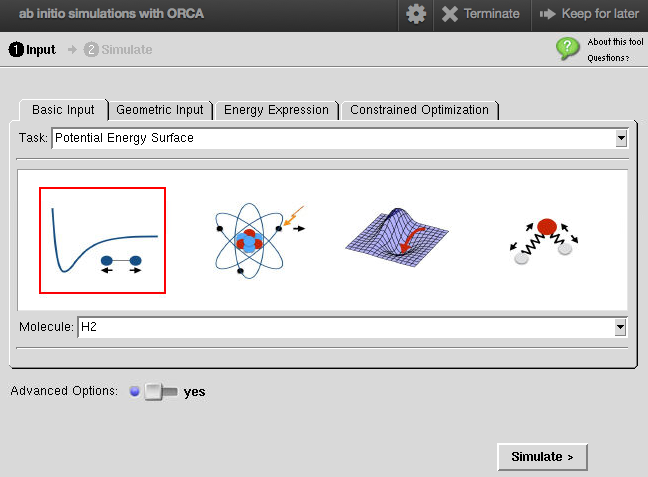 ab initio simulations with ORCA
Terminate
Keep for later
1 Input
2 Simulate
About this tool
Questions?
Basic Input
Geometric Input
Energy Expression
Constrained Optimization
Task: Potential Energy Surface
Molecule: H2
Advanced Options: yes
Simulate >